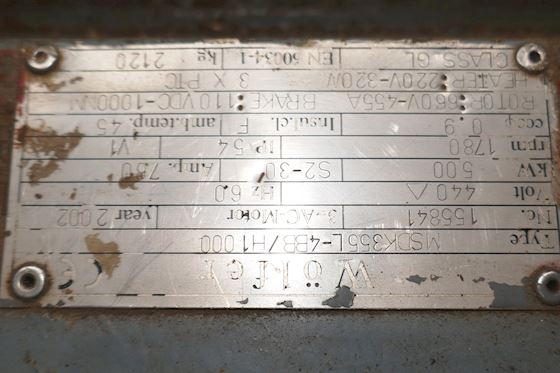 Wölfer CE
Type MSDK355L-4BB/H1000
No. 155841 3~AC-Motor year 2002
Volt 440 △ Hz 60
kW 500 S2-30 Amp. 750
rpm 1780 IP 54 V1
cosφ 0.9 Insul.cl. F amb.temp. 45
ROTOR:660V-455A BRAKE:110VDC-1000NM
HEATER:220V-320W 3 X PTC
CLASS. GL EN 60034-1 kg 2120